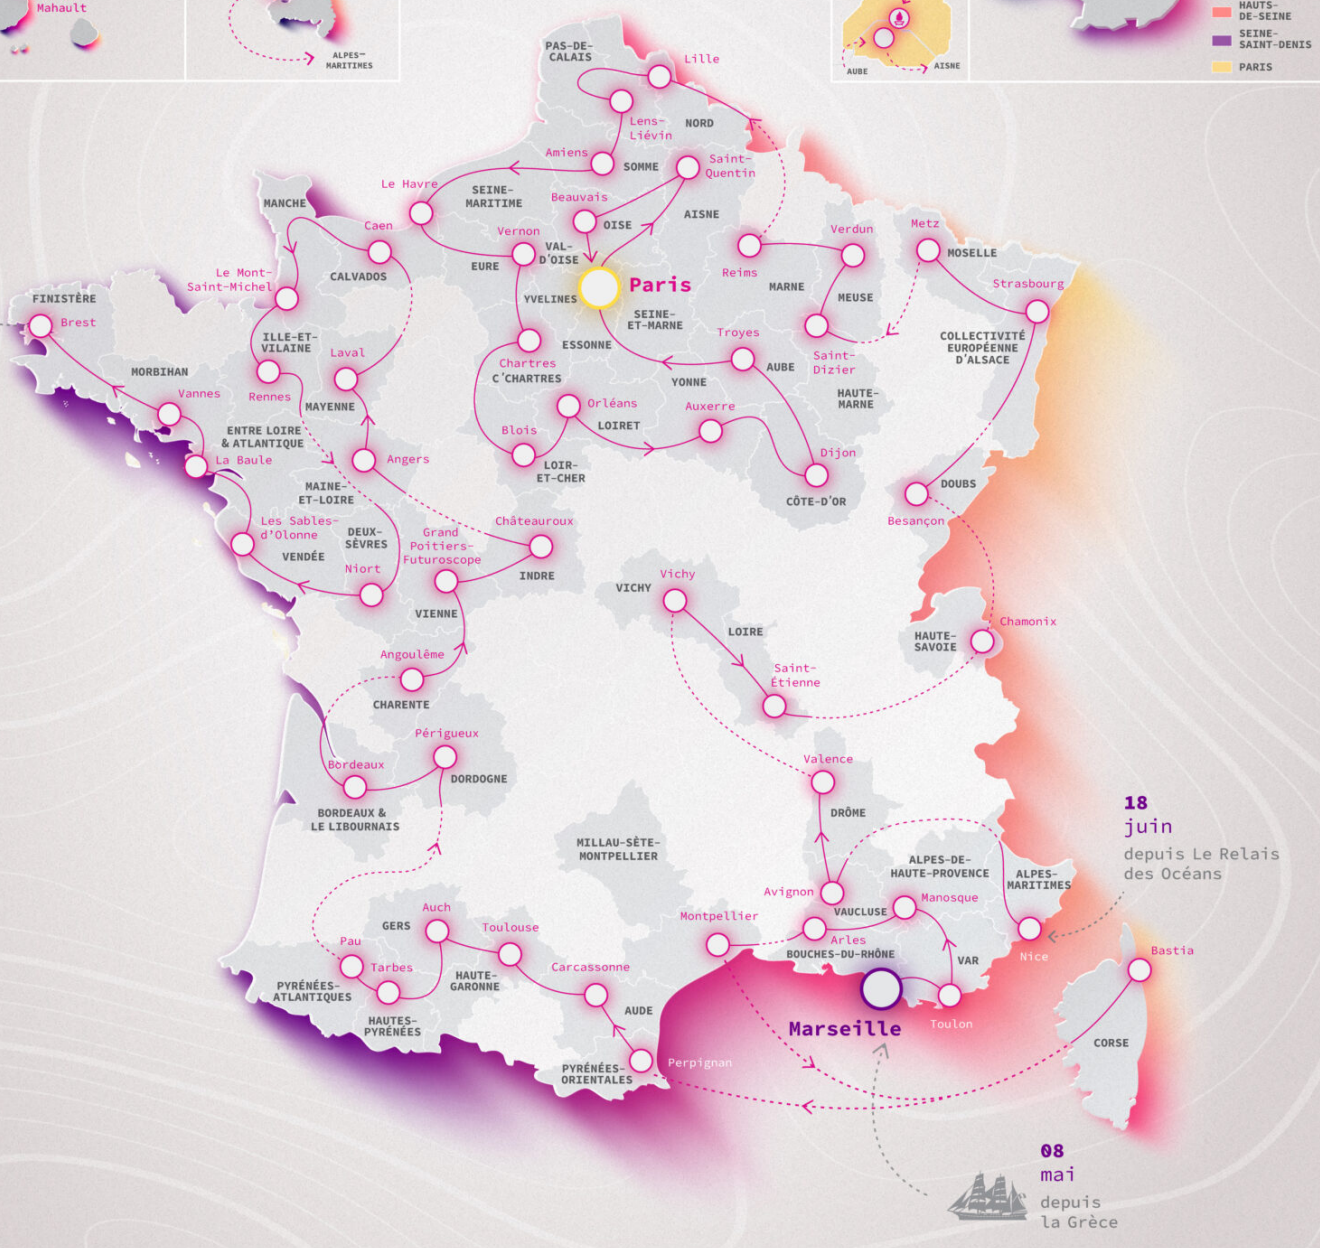 Mahault
ALPES-
MARITIMES
AUBE
AISNE
HAUTS-
DE-SEINE
SEINE-
SAINT-DENIS
PARIS
PAS-DE-
CALAIS
Lille
Lens-
Liévin
NORD
Amiens
SOMME
Saint-
Quentin
Le Havre
SEINE-
MARITIME
Beauvais
OISE
AISNE
MANCHE
Caen
CALVADOS
Vernon
EURE
VAL-
D'OISE
Reims
Verdun
Metz
MOSELLE
Strasbourg
Le Mont-
Saint-Michel
FINISTÈRE
Brest
YVELINES
Paris
SEINE-
ET-MARNE
ESSONNE
MARNE
MEUSE
COLLECTIVITÉ
EUROPÉENNE
D'ALSACE
ILLE-ET-
VILAINE
Rennes
Laval
MAYENNE
Chartres
C'CHARTRES
Troyes
AUBE
Saint-
Dizier
HAUTE-
MARNE
MORBIHAN
Vannes
YONNE
Orléans
LOIRET
Auxerre
ENTRE LOIRE
& ATLANTIQUE
La Baule
Angers
Blois
LOIR-
ET-CHER
Dijon
CÔTE-D'OR
DOUBS
Besançon
MAINE-
ET-LOIRE
Les Sables-
d'Olonne
VENDÉE
DEUX-
SÈVRES
Niort
Grand
Poitiers-
Futuroscope
Châteauroux
INDRE
VIENNE
VICHY
Vichy
LOIRE
Chamonix
HAUTE-
SAVOIE
Angoulême
CHARENTE
Saint-
Étienne
Périgueux
DORDOGNE
Bordeaux
BORDEAUX &
LE LIBOURNAIS
Valence
DRÔME
MILLAU-SÈTE-
MONTPELLIER
18
juin
depuis Le Relais
des Océans
ALPES-DE-
HAUTE-PROVENCE
ALPES-
MARITIMES
Avignon
VAUCLUSE
Manosque
Montpellier
Arles
BOUCHES-DU-RHÔNE
VAR
Nice
Bastia
Auch
GERS
Toulouse
Pau
Tarbes
PYRÉNÉES-
ATLANTIQUES
HAUTE-
GARONNE
Carcassonne
AUDE
HAUTES-
PYRÉNÉES
Marseille
Toulon
CORSE
Perpignan
PYRÉNÉES-
ORIENTALES
08
mai
depuis
la Grèce